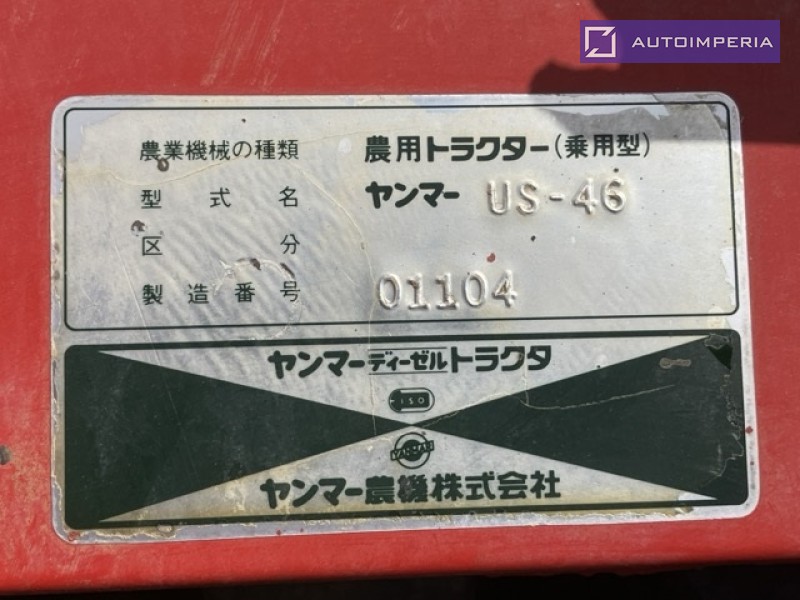 AUTOIMPERIA
農業機械の種類 農用トラクター(乗用型)
型式名 ヤンマー US-46
区分
製造番号 01104
ヤンマーディーゼルトラクタ
ISO
YANMAR
ヤンマー農機株式会社